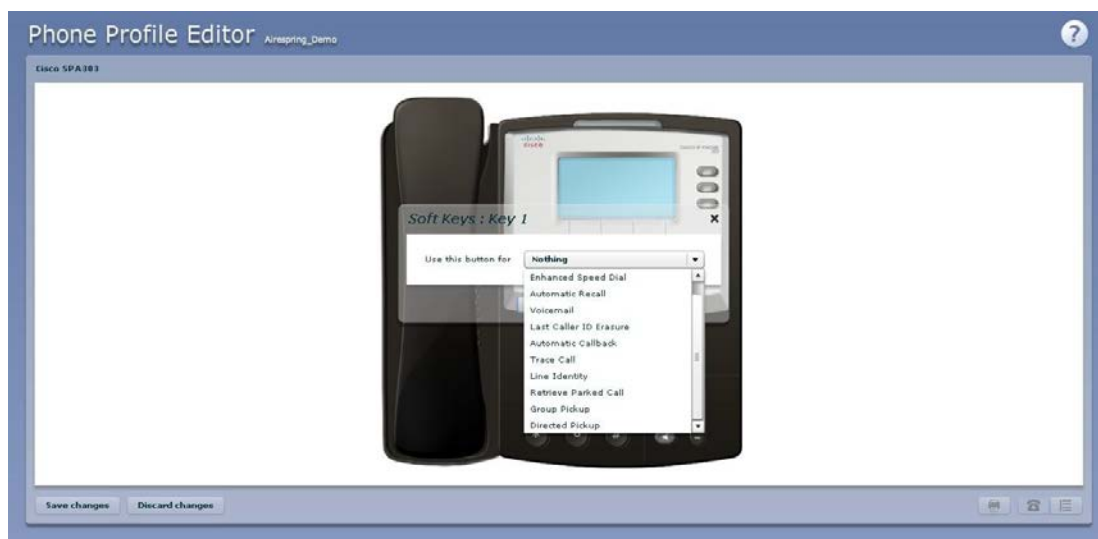 Phone Profile Editor Airespring_Demo
?
Cisco SPA303
cisco
Soft Keys : Key 1
Use this button for Nothing
Enhanced Speed Dial
Automatic Recall
Voicemail
Last Caller ID Erasure
Automatic Callback
Trace Call
Line Identity
Retrieve Parked Call
Group Pickup
Directed Pickup
Save changes Discard changes